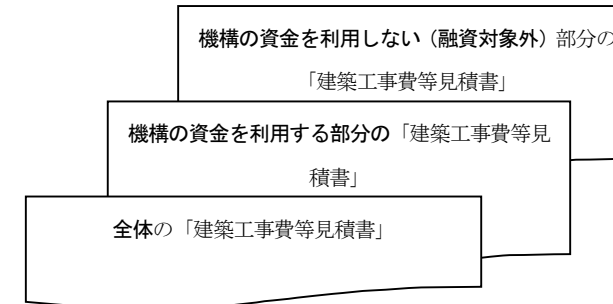 機構の資金を利用しない（融資対象外）部分の
「建築工事費等見積書」
機構の資金を利用する部分の「建築工事費等見
積書」
全体の「建築工事費等見積書」